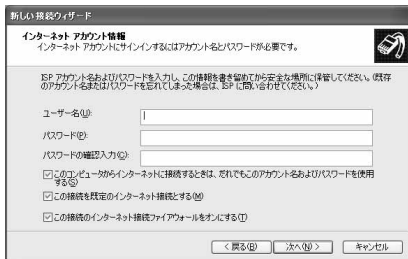 新しい接続ウィザード
インターネット アカウント情報
インターネット アカウントにサインインするにはアカウント名とパスワードが必要です。
ISP アカウント名およびパスワードを入力し、この情報を書き留めてから安全な場所に保管してください。(既存
のアカウント名またはパスワードを忘れてしまった場合は、ISP に問い合わせてください。)
ユーザー名(U):
パスワード(P):
パスワードの確認入力(C):
このコンピュータからインターネットに接続するときは、だれでもこのアカウント名およびパスワードを使用
する(S)
この接続を既定のインターネット接続とする(M)
この接続のインターネット接続ファイアウォールをオンにする(T)
< 戻る(B)
次へ(N) >
キャンセル